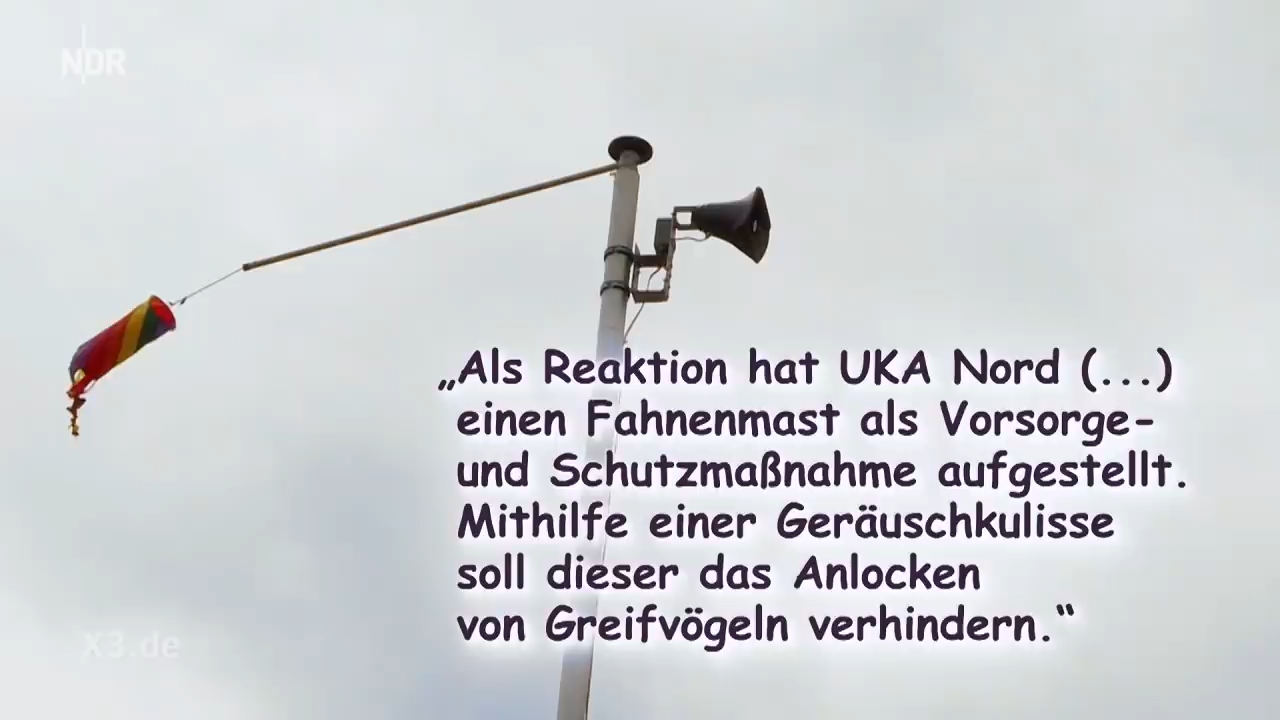 NDR
„Als Reaktion hat UKA Nord (...)
einen Fahnenmast als Vorsorge-
und Schutzmaßnahme aufgestellt.
Mithilfe einer Geräuschkulisse
soll dieser das Anlocken
von Greifvögeln verhindern.“
X3.de